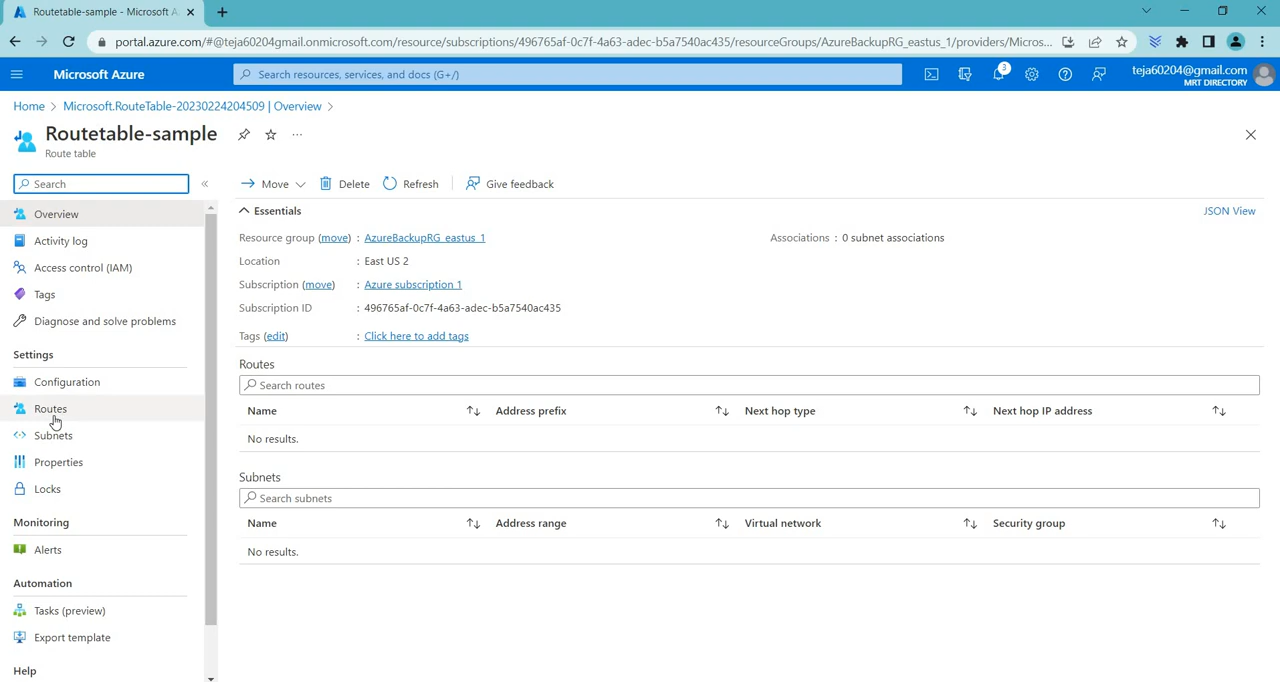 Routetable-sample - Microsoft A
portal.azure.com/#@teja60204gmail.onmicrosoft.com/resource/subscriptions/496765af-0c7f-4a63-adec-b5a7540ac435/resourceGroups/AzureBackupRG_eastus_1/providers/Micros...
Microsoft Azure
Search resources, services, and docs (G+/)
3
teja60204@gmail.com
MRT DIRECTORY
Home > Microsoft.RouteTable-20230224204509 | Overview >
Routetable-sample
Route table
Search
«
Move
Delete
Refresh
Give feedback
Overview
Activity log
Access control (IAM)
Tags
Diagnose and solve problems
Settings
Configuration
Routes
Subnets
Properties
Locks
Monitoring
Alerts
Automation
Tasks (preview)
Export template
Help
Essentials
JSON View
Resource group (move) : AzureBackupRG_eastus_1
Associations : 0 subnet associations
Location : East US 2
Subscription (move) : Azure subscription 1
Subscription ID : 496765af-0c7f-4a63-adec-b5a7540ac435
Tags (edit) : Click here to add tags
Routes
Search routes
Name Address prefix Next hop type Next hop IP address
No results.
Subnets
Search subnets
Name Address range Virtual network Security group
No results.